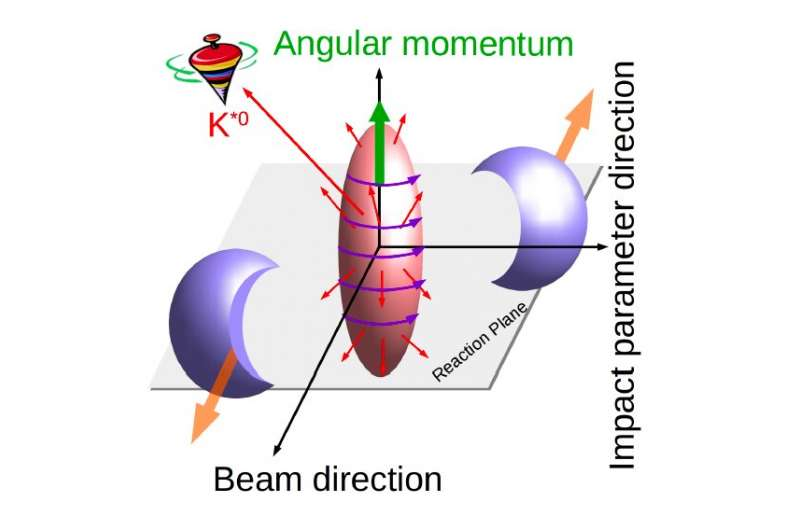 Angular momentum
K*0
Impact parameter direction
Reaction Plane
Beam direction